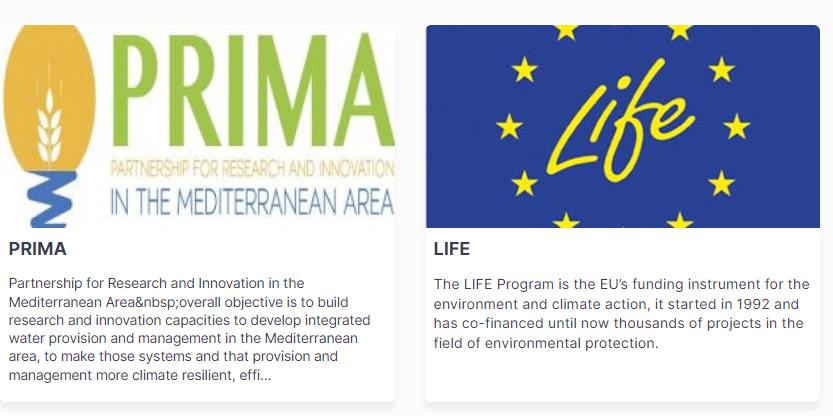 PRIMA
PARTNERSHIP FOR RESEARCH AND INNOVATION
IN THE MEDITERRANEAN AREA
PRIMA
Partnership for Research and Innovation in the
Mediterranean Area&nbsp;overall objective is to build
research and innovation capacities to develop integrated
water provision and management in the Mediterranean
area, to make those systems and that provision and
management more climate resilient, effi...
Life
LIFE
The LIFE Program is the EU’s funding instrument for the
environment and climate action, it started in 1992 and
has co-financed until now thousands of projects in the
field of environmental protection.